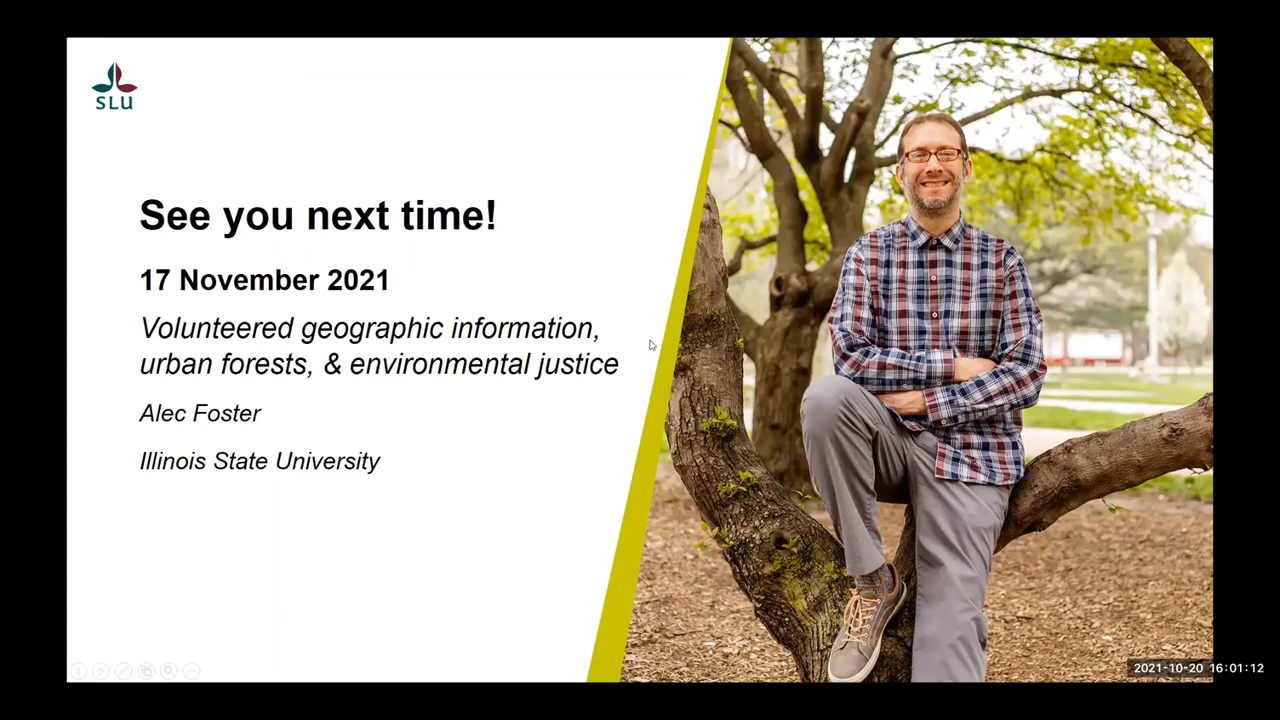 SLU
See you next time!
17 November 2021
Volunteered geographic information,
urban forests, & environmental justice
Alec Foster
Illinois State University
2021-10-20 16:01:12